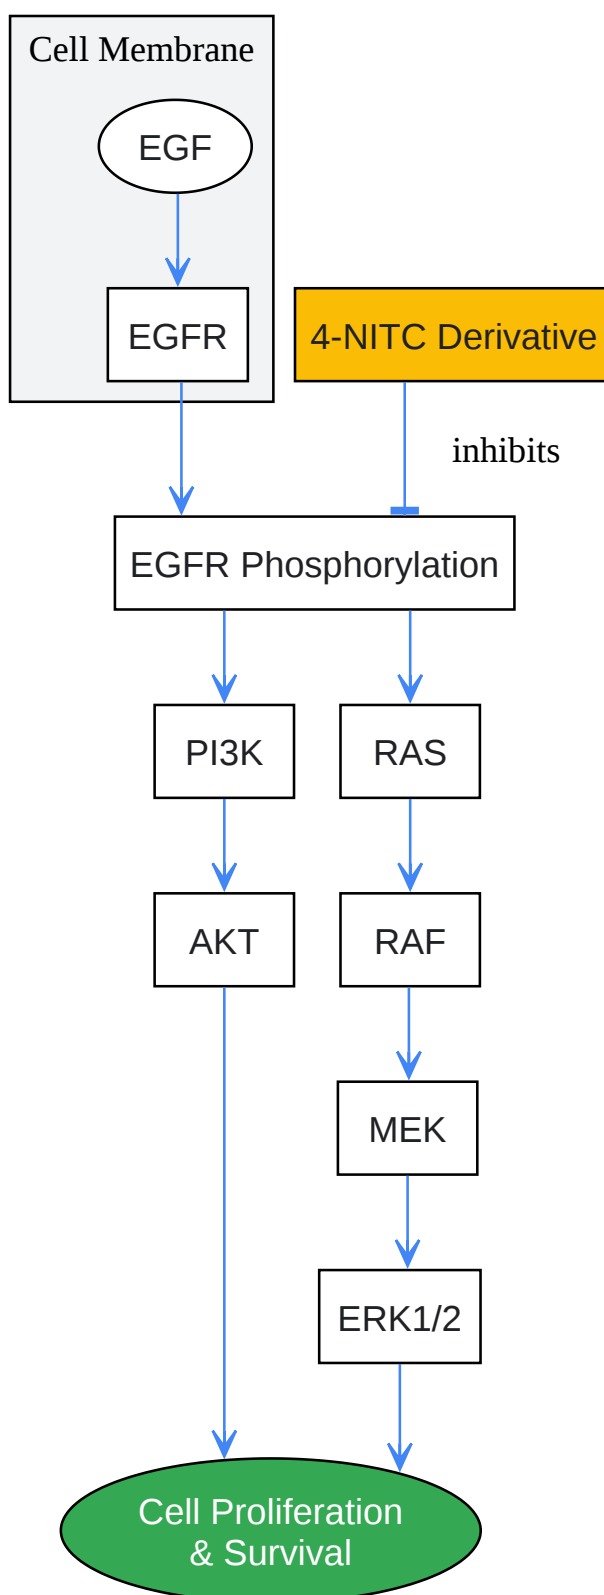 Cell Membrane
EGF
EGFR
4-NITC Derivative
inhibits
EGFR Phosphorylation
PI3K
RAS
AKT
RAF
MEK
ERK1/2
Cell Proliferation
& Survival